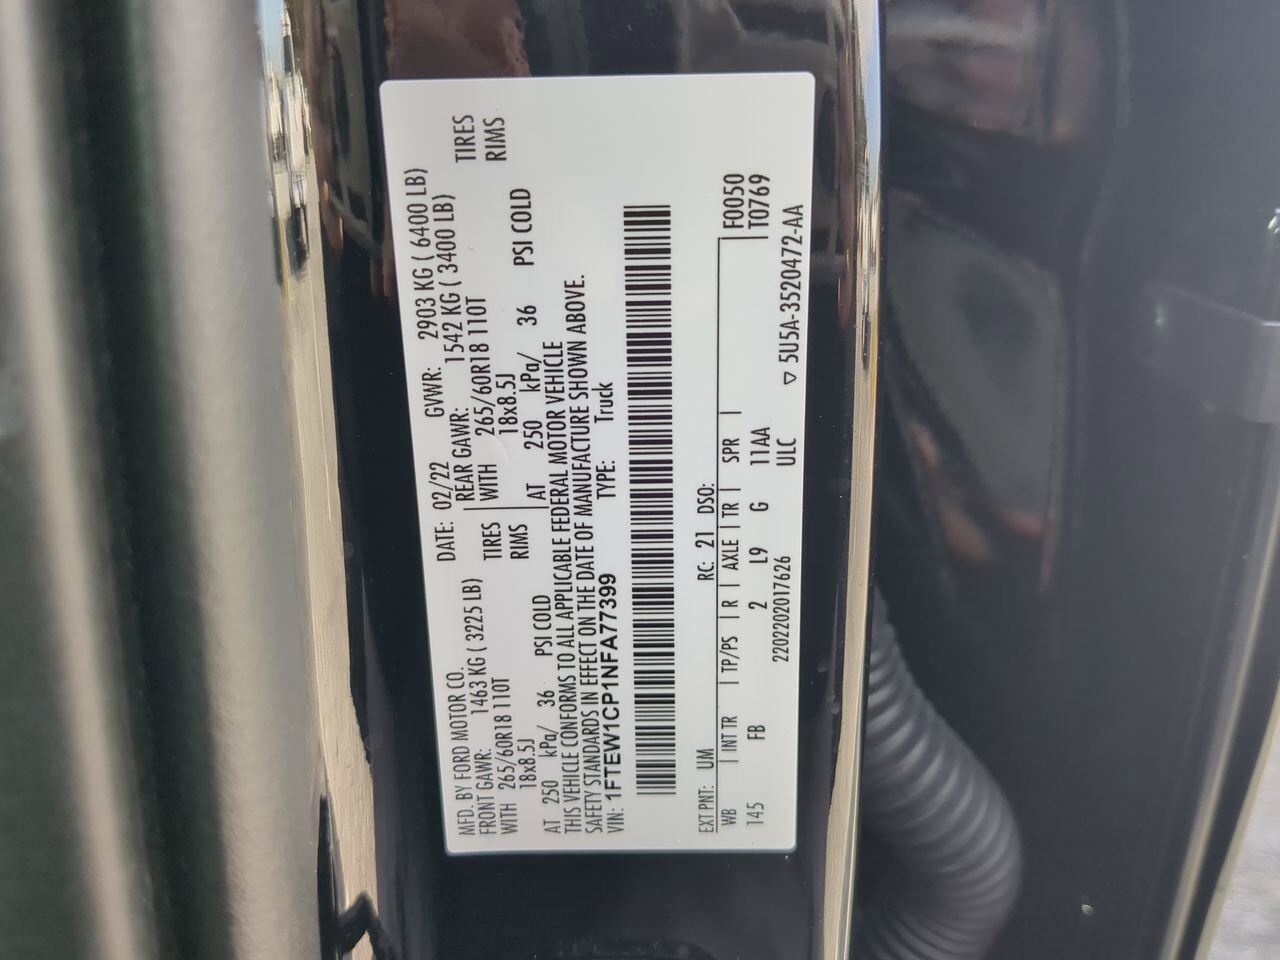 MFD. BY FORD MOTOR CO. DATE: 02/22 GVWR: 2903 KG ( 6400 LB)
FRONT GAWR: 1463 KG ( 3225 LB) REAR GAWR: 1542 KG ( 3400 LB)
WITH 265/60R18 110T TIRES WITH 265/60R18 110T TIRES
18x8.5J RIMS 18x8.5J RIMS
AT 250 kPa/ 36 PSI COLD AT 250 kPa/ 36 PSI COLD
THIS VEHICLE CONFORMS TO ALL APPLICABLE FEDERAL MOTOR VEHICLE
SAFETY STANDARDS IN EFFECT ON THE DATE OF MANUFACTURE SHOWN ABOVE.
VIN: 1FTEW1CP1NFA77399 TYPE: Truck
EXT PNT: UM RC: 21 DSO:
WB | INT TR | TP/PS | R | AXLE | TR | SPR | F0050
145 FB 2 L9 G 11AA T0769
2202202017626 ULC ▽ 5U5A-3520472-AA